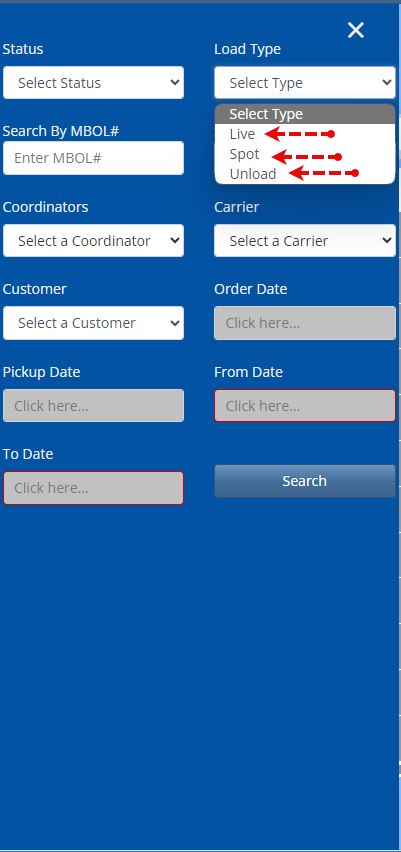 Status
Load Type
Select Status
Select Type
Select Type
Live
Spot
Unload
Search By MBOL#
Enter MBOL#
Coordinators
Carrier
Select a Coordinator
Select a Carrier
Customer
Order Date
Select a Customer
Click here...
Pickup Date
From Date
Click here...
Click here...
To Date
Click here...
Search